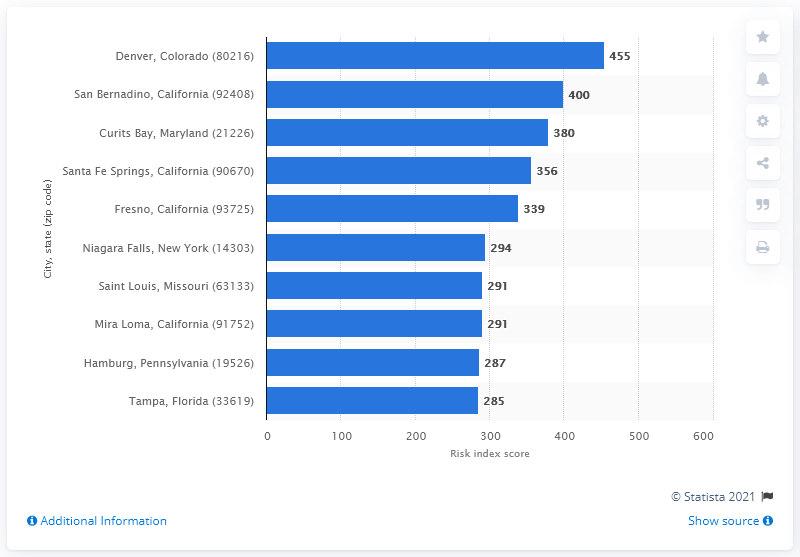 Denver, Colorado (80216) 455
San Bernadino, California (92408) 400
Curits Bay, Maryland (21226) 380
Santa Fe Springs, California (90670) 356
Fresno, California (93725) 339
Niagara Falls, New York (14303) 294
Saint Louis, Missouri (63133) 291
Mira Loma, California (91752) 291
Hamburg, Pennsylvania (19526) 287
Tampa, Florida (33619) 285
City, state (zip code)
0 100 200 300 400 500 600
Risk index score
© Statista 2021
Additional Information
Show source